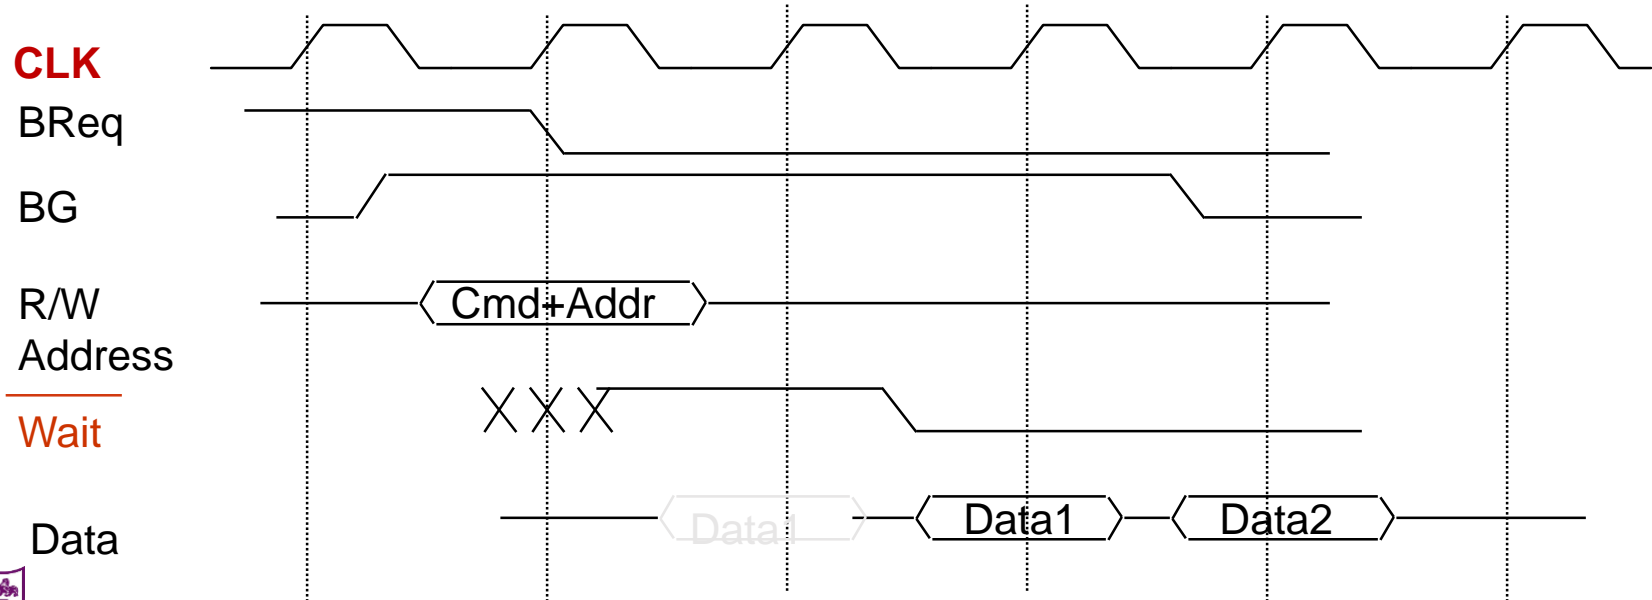 CLK
BReq
BG
R/W
Address
Cmd+Addr
Wait
Data
Data1
Data1
Data2